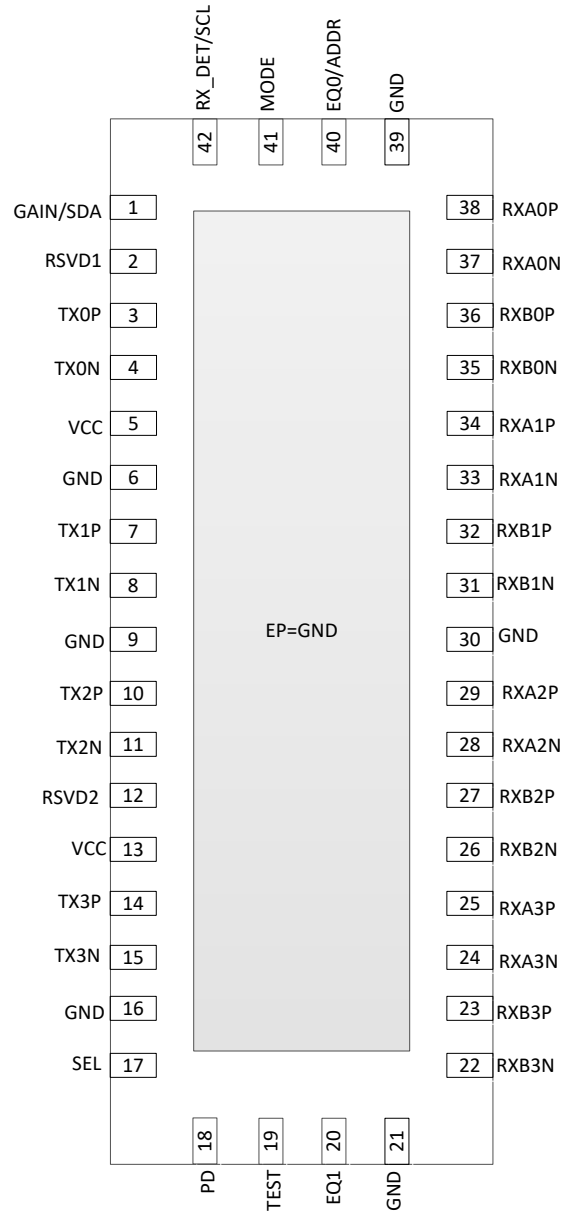 RX_DET/SCL
MODE
EQ0/ADDR
GND
42
41
40
39
GAIN/SDA 1
38 RXA0P
RSVD1 2
37 RXA0N
TX0P 3
36 RXB0P
TX0N 4
35 RXB0N
VCC 5
34 RXA1P
GND 6
33 RXA1N
TX1P 7
32 RXB1P
TX1N 8
31 RXB1N
GND 9
EP=GND
30 GND
TX2P 10
29 RXA2P
TX2N 11
28 RXA2N
RSVD2 12
27 RXB2P
VCC 13
26 RXB2N
TX3P 14
25 RXA3P
TX3N 15
24 RXA3N
GND 16
23 RXB3P
SEL 17
22 RXB3N
18
19
20
21
PD
TEST
EQ1
GND